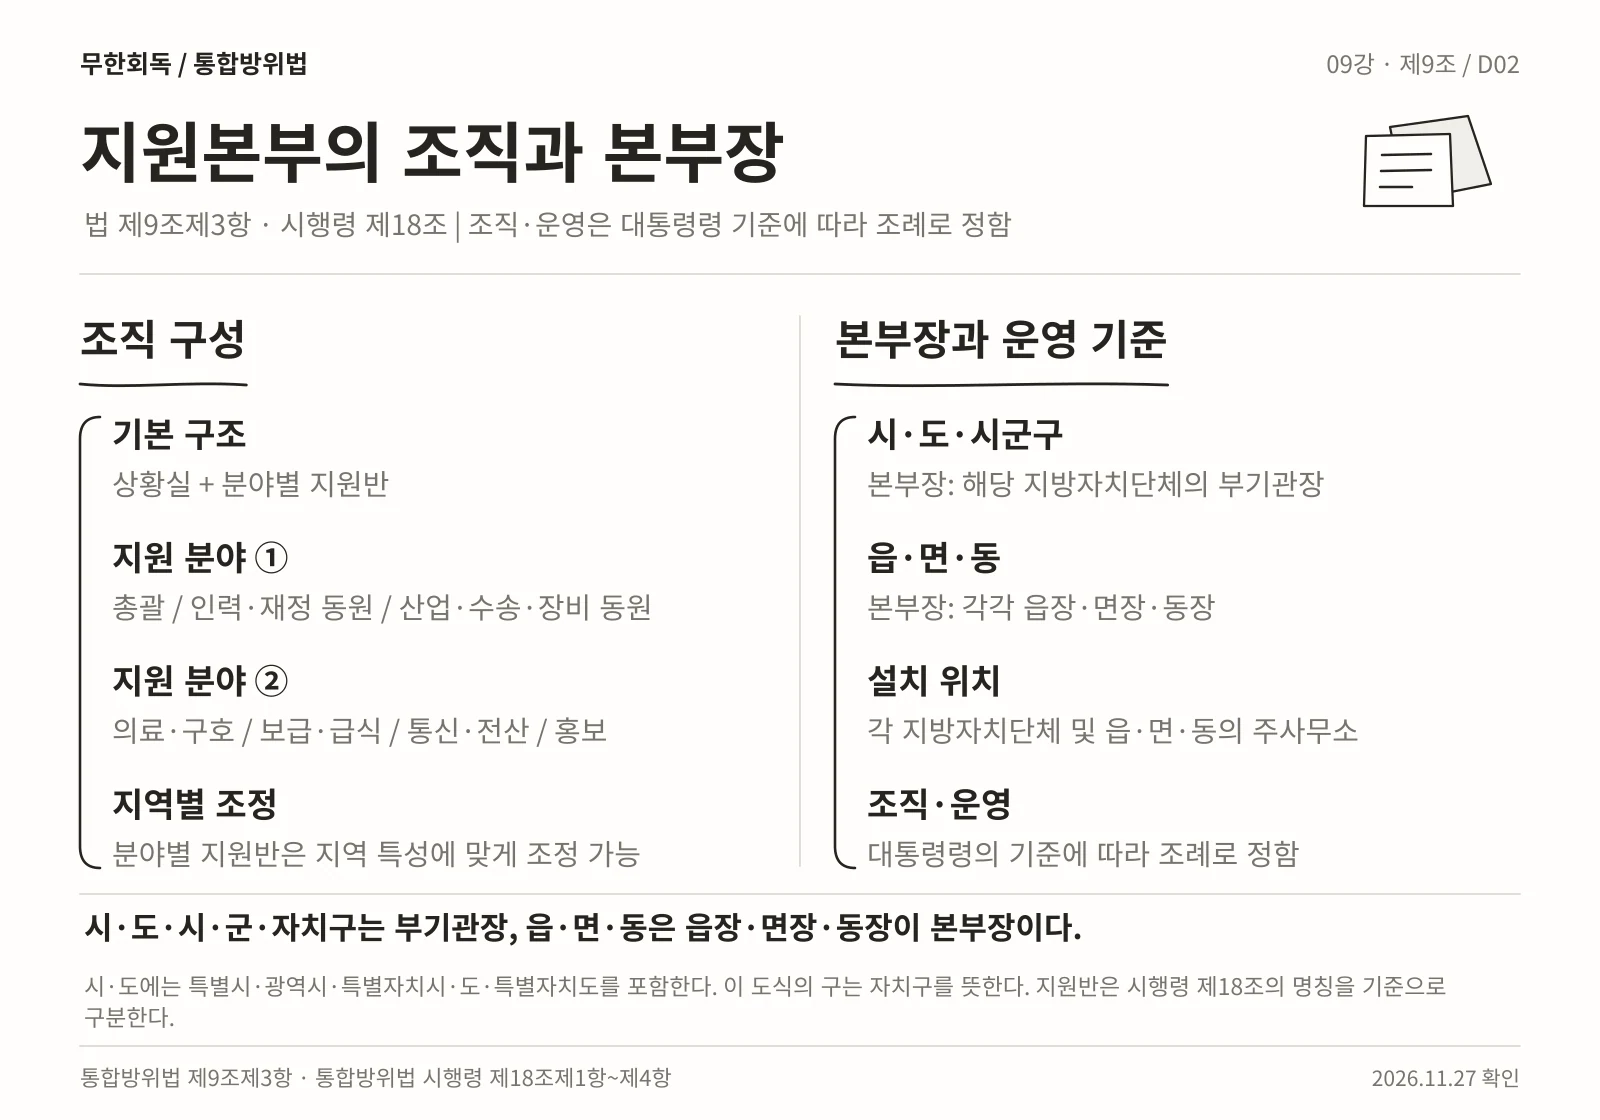 무한회독 / 통합방위법
09강 · 제9조 / D02
지원본부의 조직과 본부장
법 제9조제3항 · 시행령 제18조 | 조직·운영은 대통령령 기준에 따라 조례로 정함
조직 구성
기본 구조
상황실 + 분야별 지원반
지원 분야 ①
총괄 / 인력·재정 동원 / 산업·수송·장비 동원
지원 분야 ②
의료·구호 / 보급·급식 / 통신·전산 / 홍보
지역별 조정
분야별 지원반은 지역 특성에 맞게 조정 가능
본부장과 운영 기준
시·도·시군구
본부장: 해당 지방자치단체의 부기관장
읍·면·동
본부장: 각각 읍장·면장·동장
설치 위치
각 지방자치단체 및 읍·면·동의 주사무소
조직·운영
대통령령의 기준에 따라 조례로 정함
시·도·시·군·자치구는 부기관장, 읍·면·동은 읍장·면장·동장이 본부장이다.
시·도에는 특별시·광역시·특별자치시·도·특별자치도를 포함한다. 이 도식의 구는 자치구를 뜻한다. 지원반은 시행령 제18조의 명칭을 기준으로
구분한다.
통합방위법 제9조제3항 · 통합방위법 시행령 제18조제1항~제4항
2026.11.27 확인